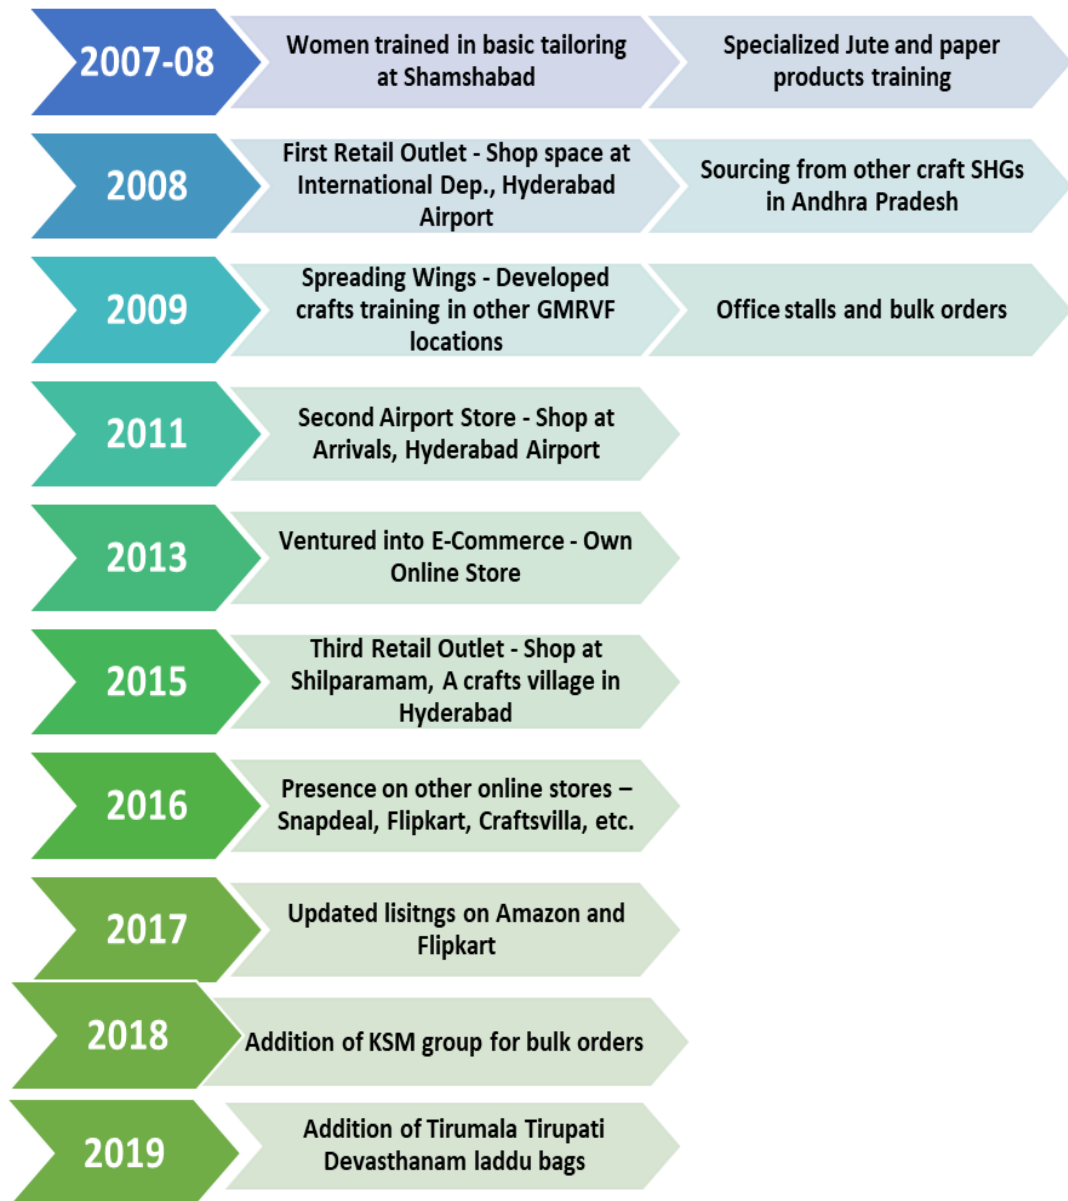 2007-08
Women trained in basic tailoring
at Shamshabad
Specialized Jute and paper
products training
2008
First Retail Outlet - Shop space at
International Dep., Hyderabad
Airport
Sourcing from other craft SHGs
in Andhra Pradesh
2009
Spreading Wings - Developed
crafts training in other GMRVF
locations
Office stalls and bulk orders
2011
Second Airport Store - Shop at
Arrivals, Hyderabad Airport
2013
Ventured into E-Commerce - Own
Online Store
2015
Third Retail Outlet - Shop at
Shilparamam, A crafts village in
Hyderabad
2016
Presence on other online stores –
Snapdeal, Flipkart, Craftsvilla, etc.
2017
Updated lisitngs on Amazon and
Flipkart
2018
Addition of KSM group for bulk orders
2019
Addition of Tirumala Tirupati
Devasthanam laddu bags